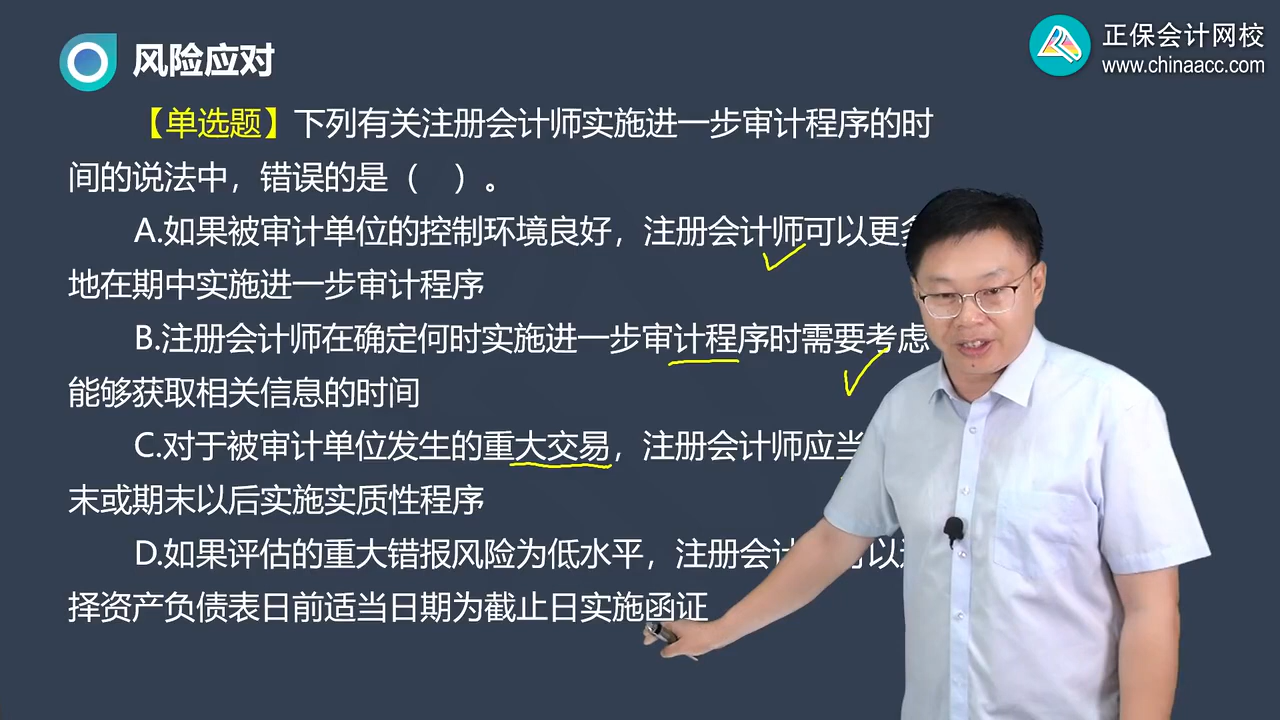 风险应对
正保会计网校
www.chinaacc.com
【单选题】下列有关注册会计师实施进一步审计程序的时
间的说法中，错误的是（ ）。
A.如果被审计单位的控制环境良好，注册会计师可以更多
地在期中实施进一步审计程序
B.注册会计师在确定何时实施进一步审计程序时需要考虑
能够获取相关信息的时间
C.对于被审计单位发生的重大交易，注册会计师应当
末或期末以后实施实质性程序
D.如果评估的重大错报风险为低水平，注册会计 可以
择资产负债表日前适当日期为截止日实施函证